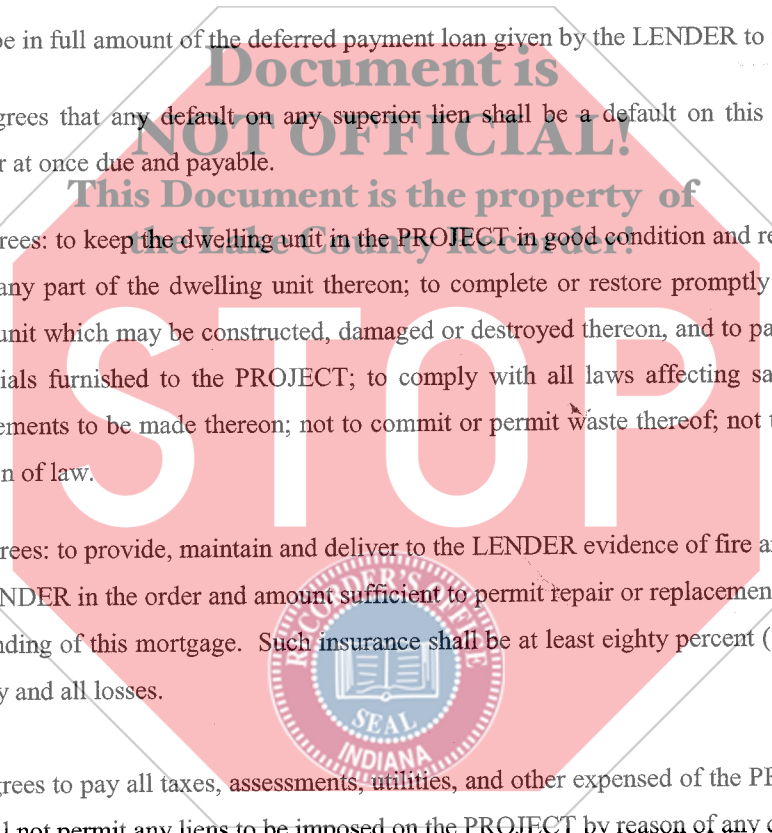 be in full amount of the deferred payment loan given by the LENDER to
Document is
grees that any default on any superior lien shall be a default on this
NOT OFFICIAL!
r at once due and payable.
This Document is the property of
rees: to keep the dwelling unit in the PROJECT in good condition and re
the Lake County Recorder!
any part of the dwelling unit thereon; to complete or restore promptly
unit which may be constructed, damaged or destroyed thereon, and to pa
STOP
ials furnished to the PROJECT; to comply with all laws affecting sa
ements to be made thereon; not to commit or permit waste thereof; not t
n of law.
rees: to provide, maintain and deliver to the LENDER evidence of fire a
NDER in the order and amount sufficient to permit repair or replacemen
nding of this mortgage. Such insurance shall be at least eighty percent (
RECORDER'S OFFICE
y and all losses.
SEAL
INDIANA
grees to pay all taxes, assessments, utilities, and other expensed of the P
l not permit any liens to be imposed on the PROJECT by reason of any